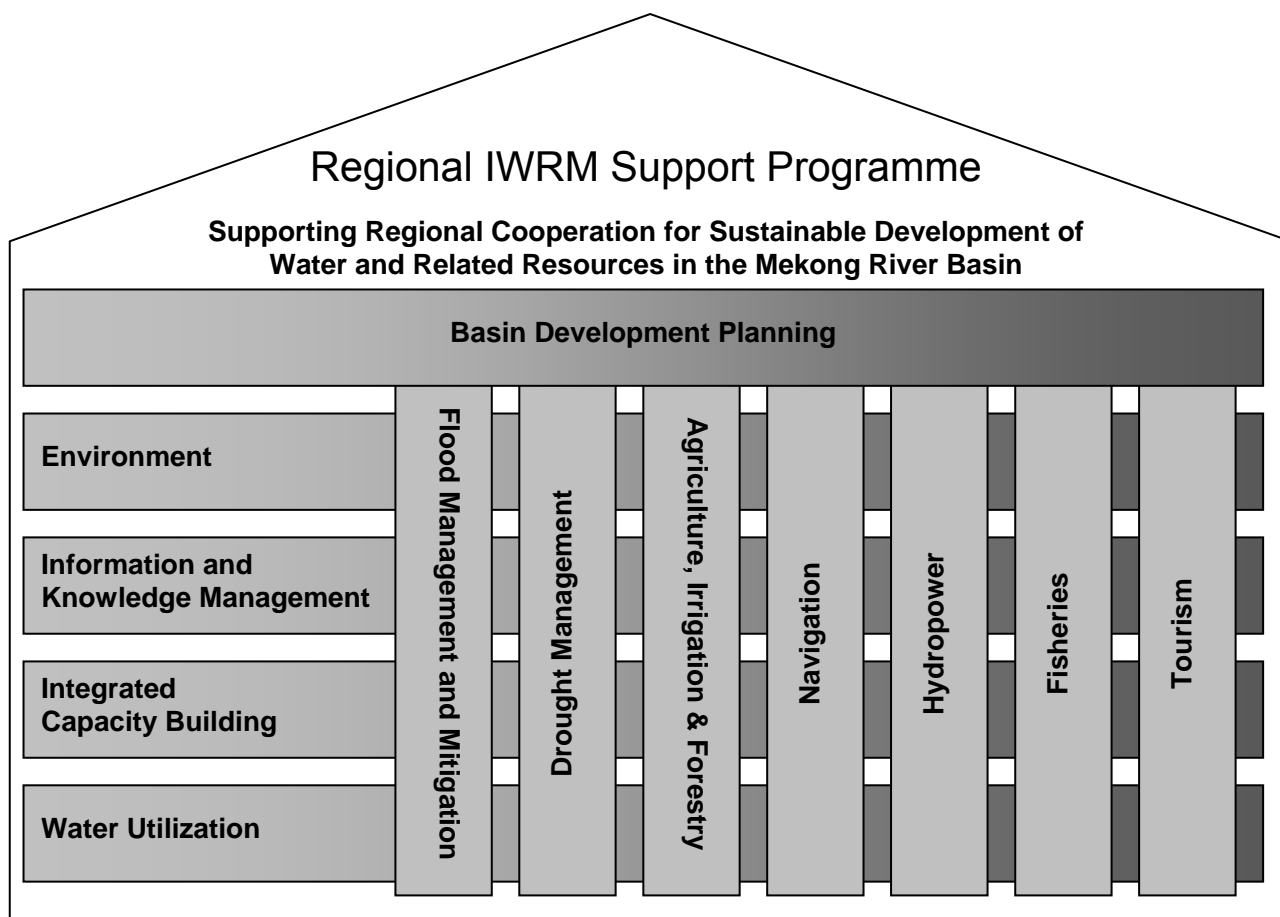 Regional IWRM Support Programme
Supporting Regional Cooperation for Sustainable Development of
Water and Related Resources in the Mekong River Basin
Basin Development Planning
Environment
Information and
Knowledge Management
Integrated
Capacity Building
Water Utilization
Flood Management and Mitigation
Drought Management
Agriculture, Irrigation & Forestry
Navigation
Hydropower
Fisheries
Tourism